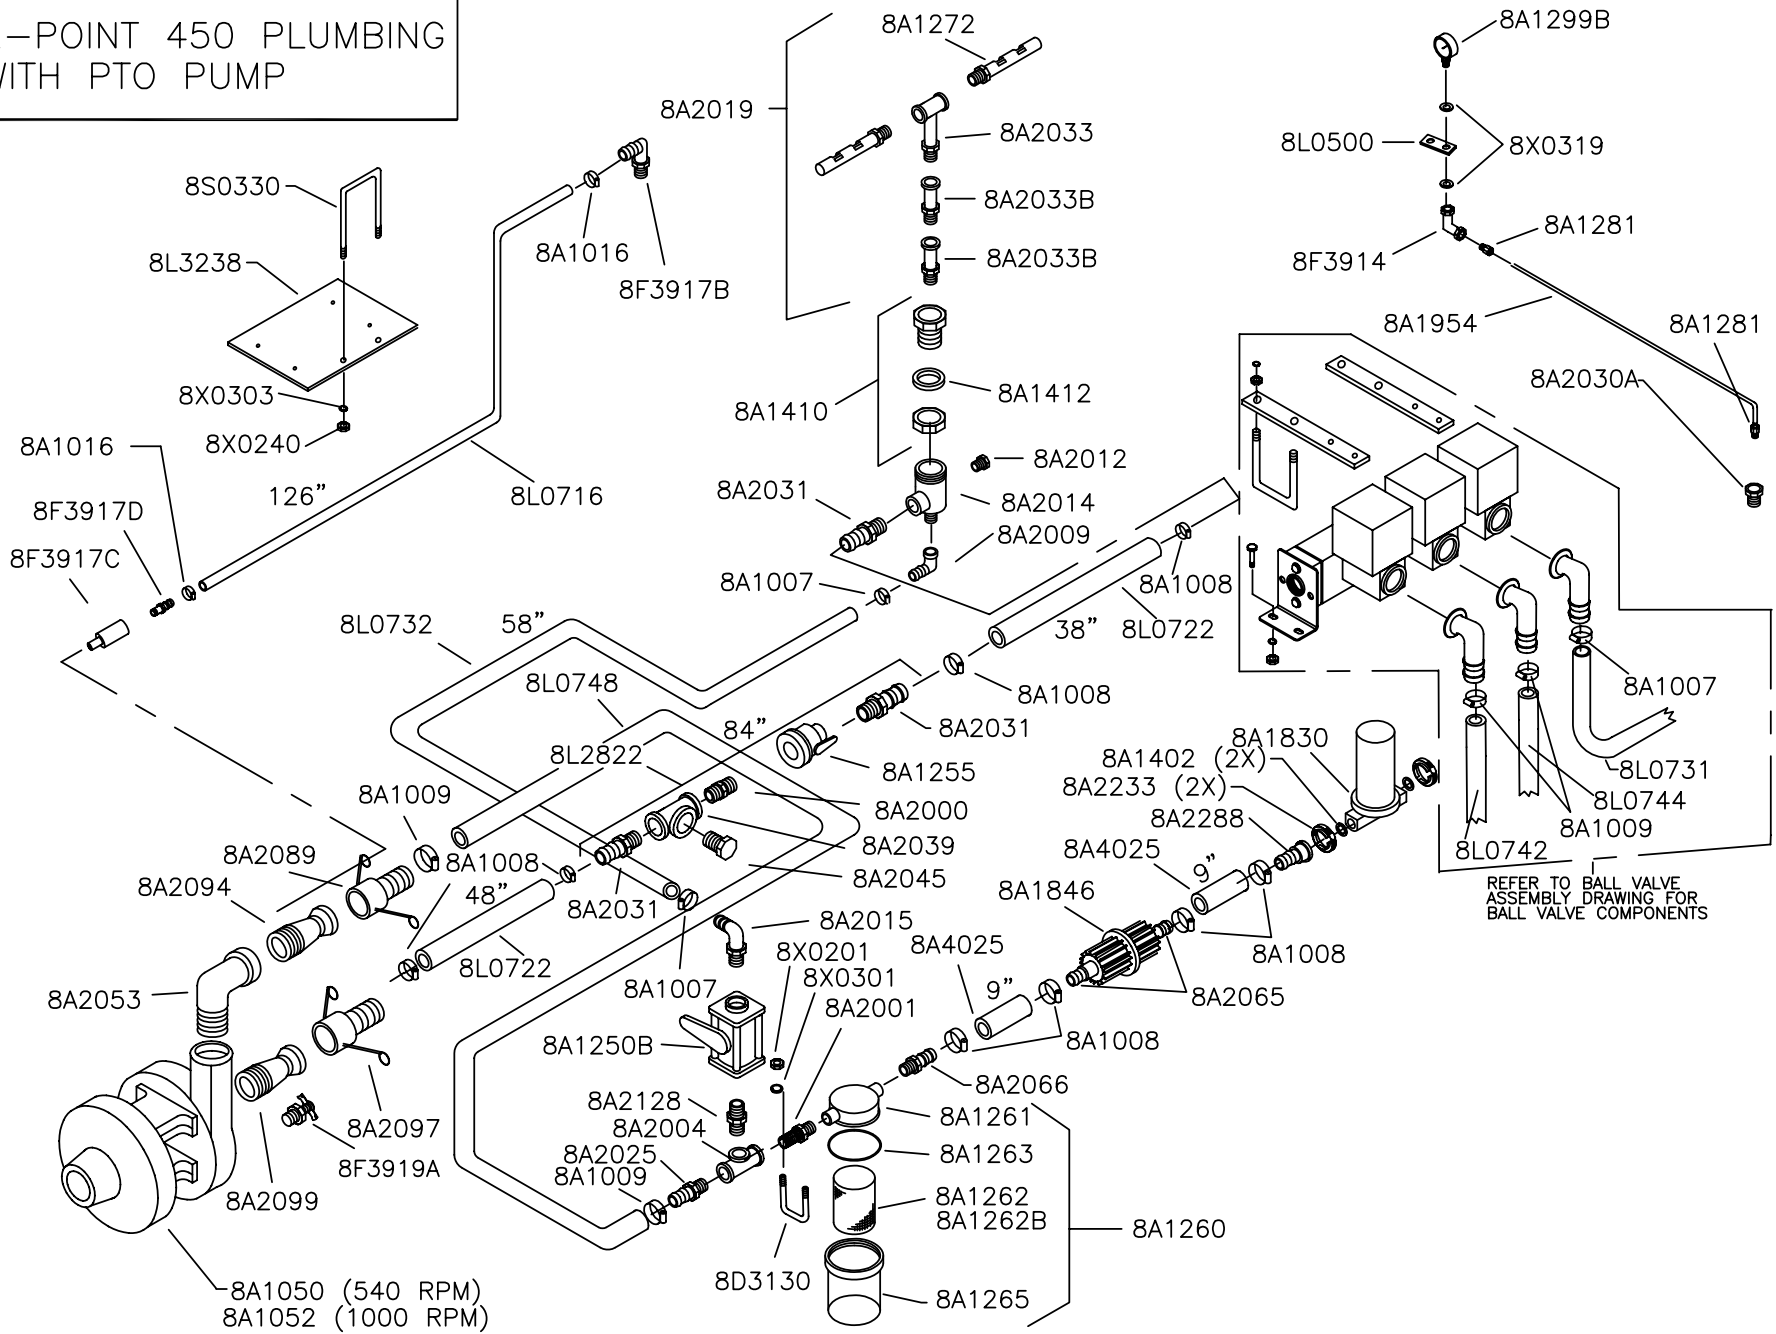 -POINT 450 PLUMBING
WITH PTO PUMP
8A1272
8A1299B
8A2019
8A2033
8L0500
8X0319
8S0330
8A2033B
8A1281
8A1016
8L3238
8A2033B
8F3914
8F3917B
8A1954
8A1281
8A2030A
8X0303
8A1412
8A1410
8X0240
8A1016
8A2012
126"
8L0716
8A2031
8A2014
8F3917D
8A2009
8F3917C
8A1007
8A1008
8L0732
58"
38"
8L0722
8L0748
8A1008
8A1007
84"
8A2031
8L2822
8A1830
8A1402 (2X)
8A1255
8L0731
8A2233 (2X)
8A1009
8A2000
8L0744
8A2288
8A1009
8A2089
8A1008
8A2039
8A4025
9"
8L0742
8A2094
48"
8A2045
8A1846
REFER TO BALL VALVE
ASSEMBLY DRAWING FOR
BALL VALVE COMPONENTS
8A2031
8A2015
8X0201
8A4025
8A1008
8L0722
8X0301
8A2053
8A1007
8A2001
9"
8A2065
8A1250B
8A1008
8A2066
8A2128
8A1261
8A2097
8A2004
8F3919A
8A2025
8A1009
8A1263
8A2099
8A1262
8A1262B
8A1260
8D3130
8A1265
8A1050 (540 RPM)
8A1052 (1000 RPM)